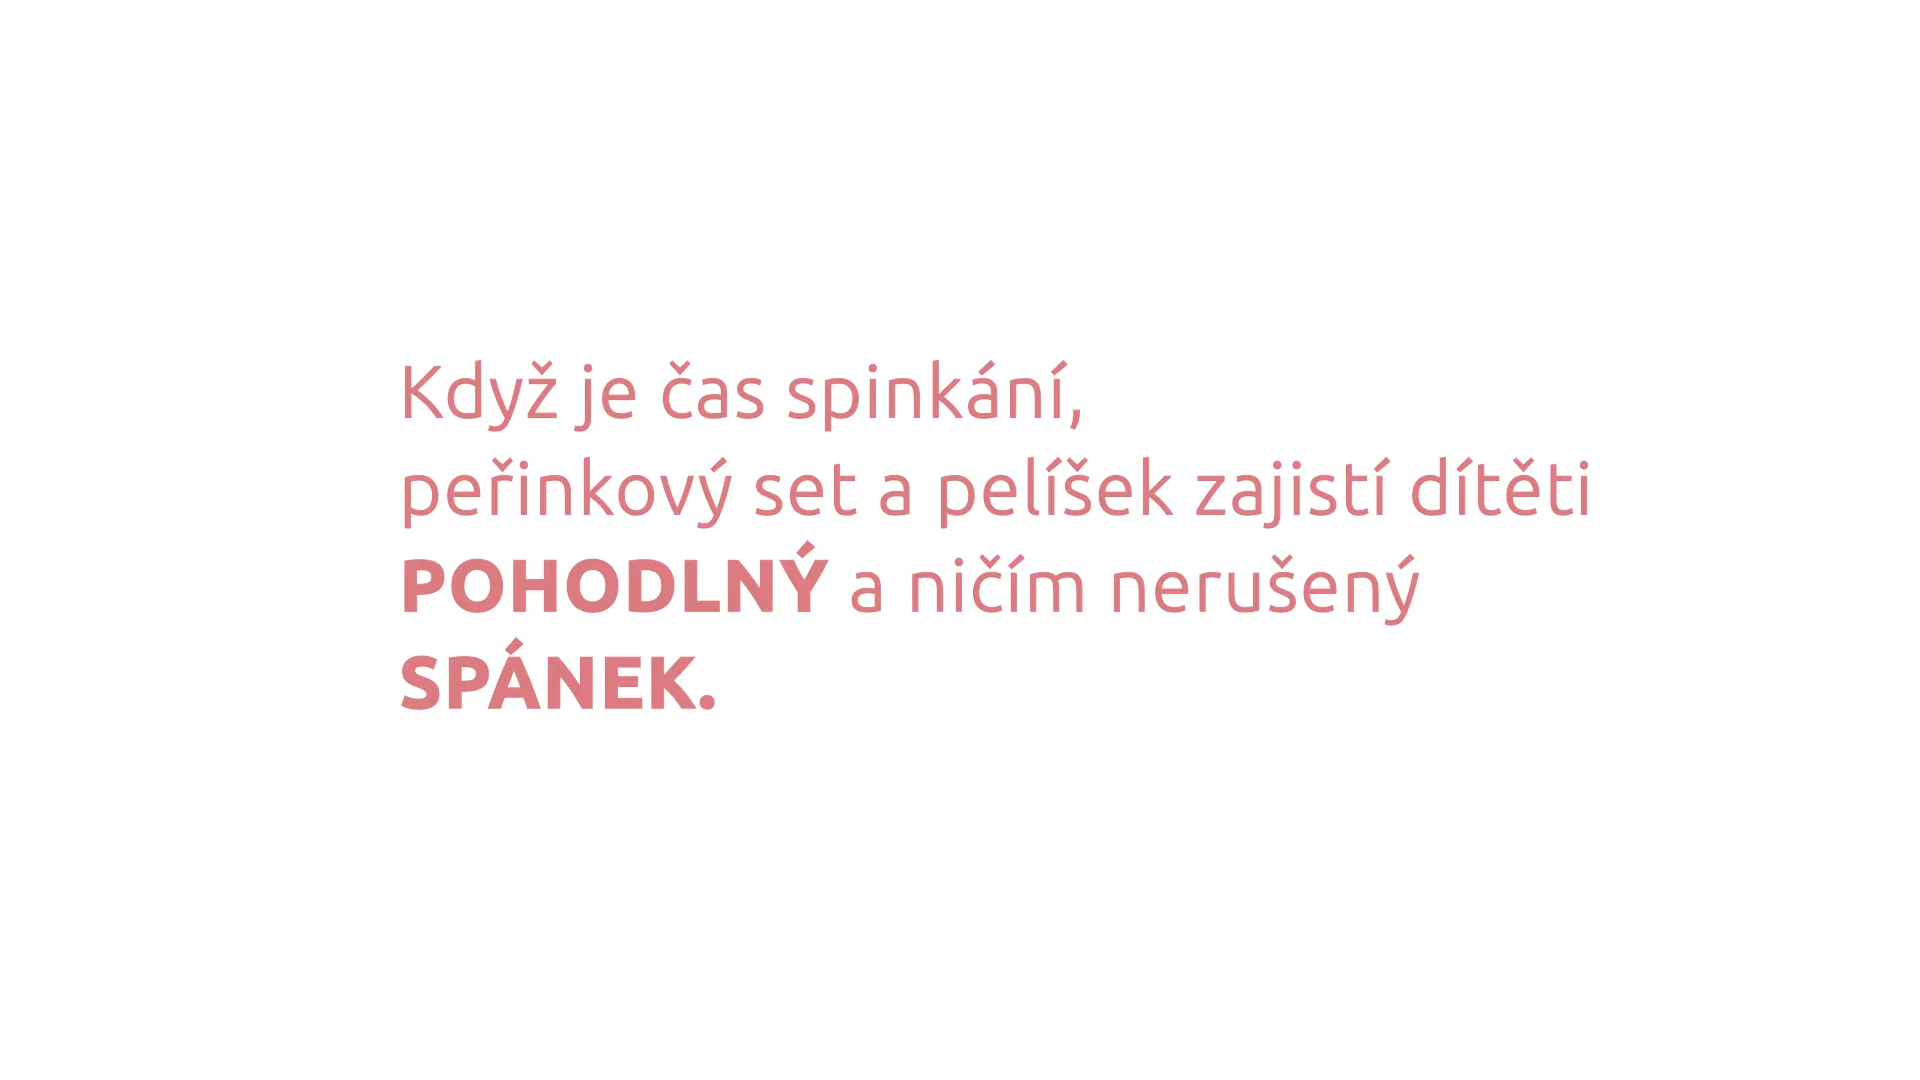 Když je čas spinkání,
peřinkový set a pelíšek zajistí dítěti
POHODLNÝ a ničím nerušený
SPÁNEK.